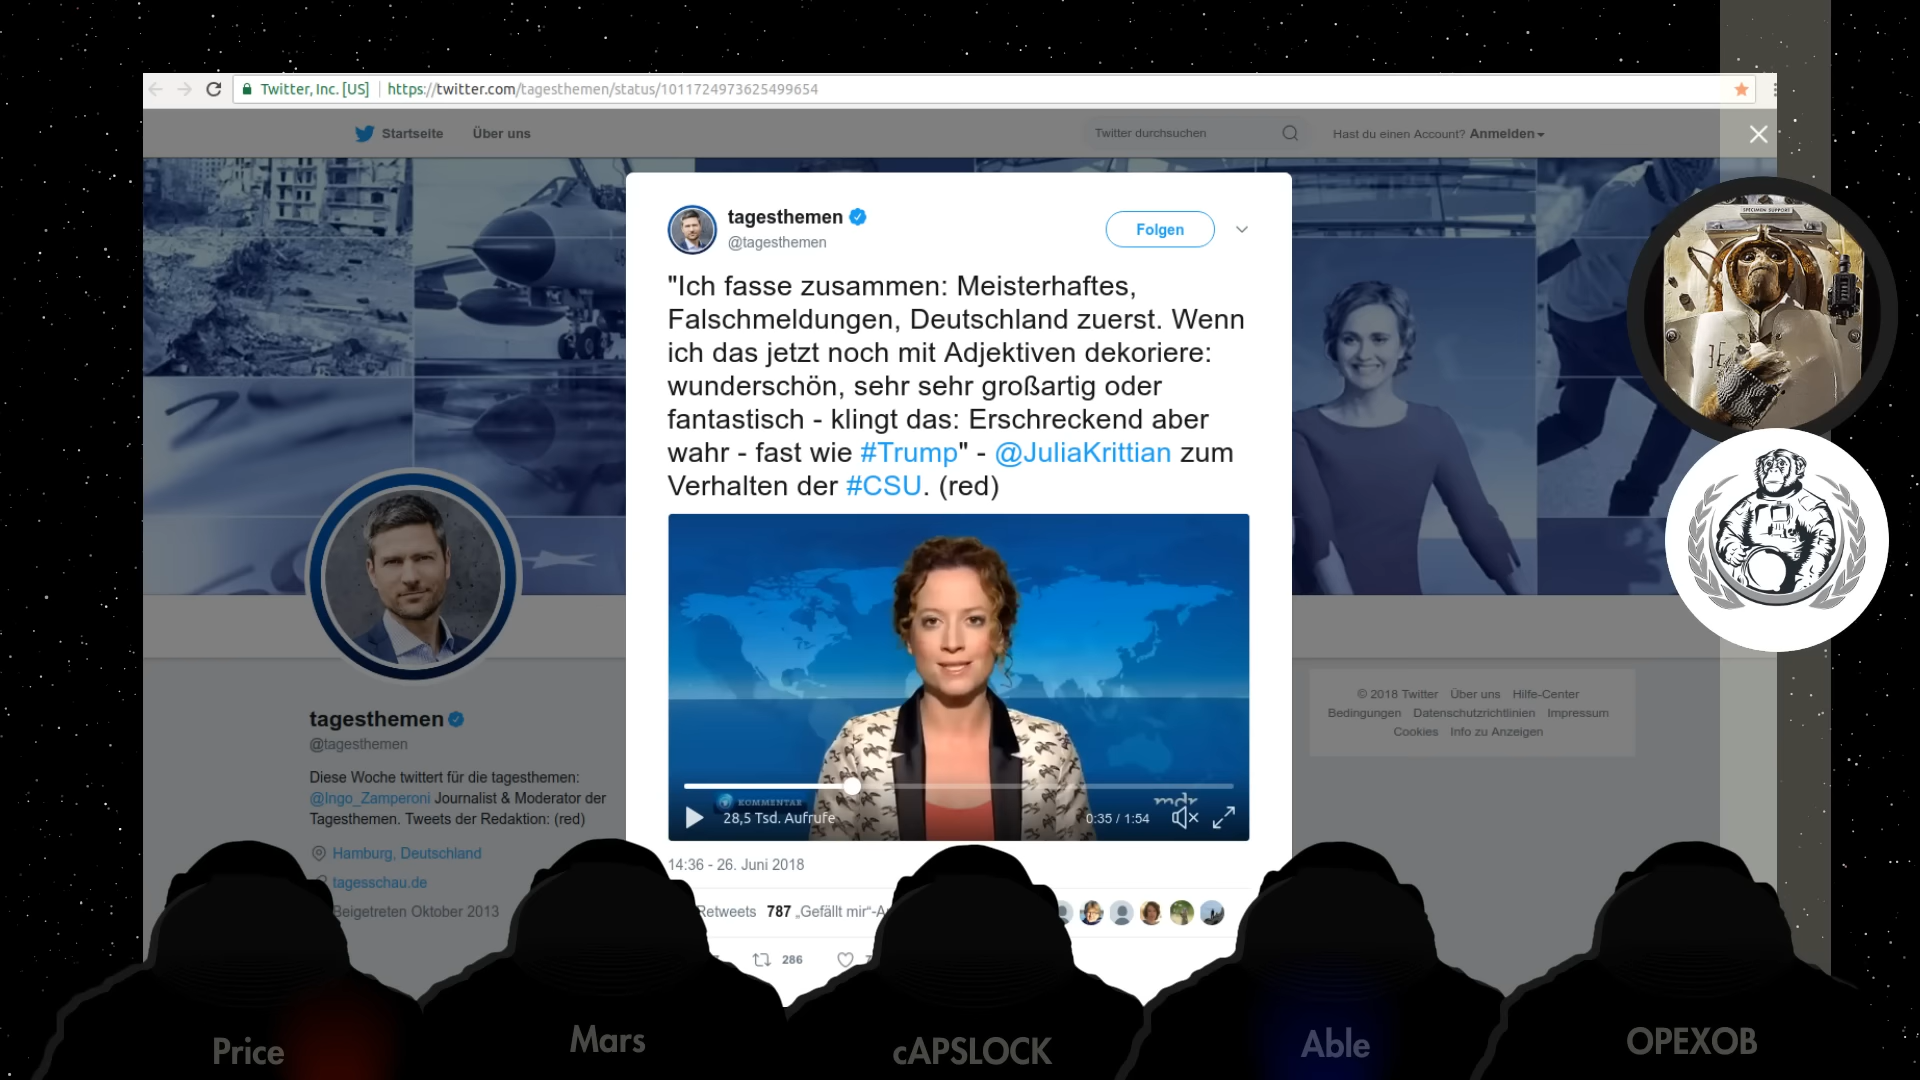 Twitter, Inc. [US] | https://twitter.com/tagesthemen/status/1011724973625499654
Startseite Über uns Twitter durchsuchen Hast du einen Account? Anmelden
SPECIMEN SUPPORT
tagesthemen
@tagesthemen
Folgen
"Ich fasse zusammen: Meisterhaftes,
Falschmeldungen, Deutschland zuerst. Wenn
ich das jetzt noch mit Adjektiven dekoriere:
wunderschön, sehr sehr großartig oder
fantastisch - klingt das: Erschreckend aber
wahr - fast wie #Trump" - @JuliaKrittian zum
Verhalten der #CSU. (red)
KOMMENTAR
mdr
28,5 Tsd. Aufrufe
0:35 / 1:54
14:36 - 26. Juni 2018
Retweets 787 „Gefällt mir“-A
286
tagesthemen
@tagesthemen
Diese Woche twittert für die tagesthemen:
@Ingo_Zamperoni Journalist & Moderator der
Tagesthemen. Tweets der Redaktion: (red)
Hamburg, Deutschland
tagesschau.de
Beigetreten Oktober 2013
© 2018 Twitter Über uns Hilfe-Center
Bedingungen Datenschutzrichtlinien Impressum
Cookies Info zu Anzeigen
Price
Mars
cAPSLOCK
Able
OPEXOB